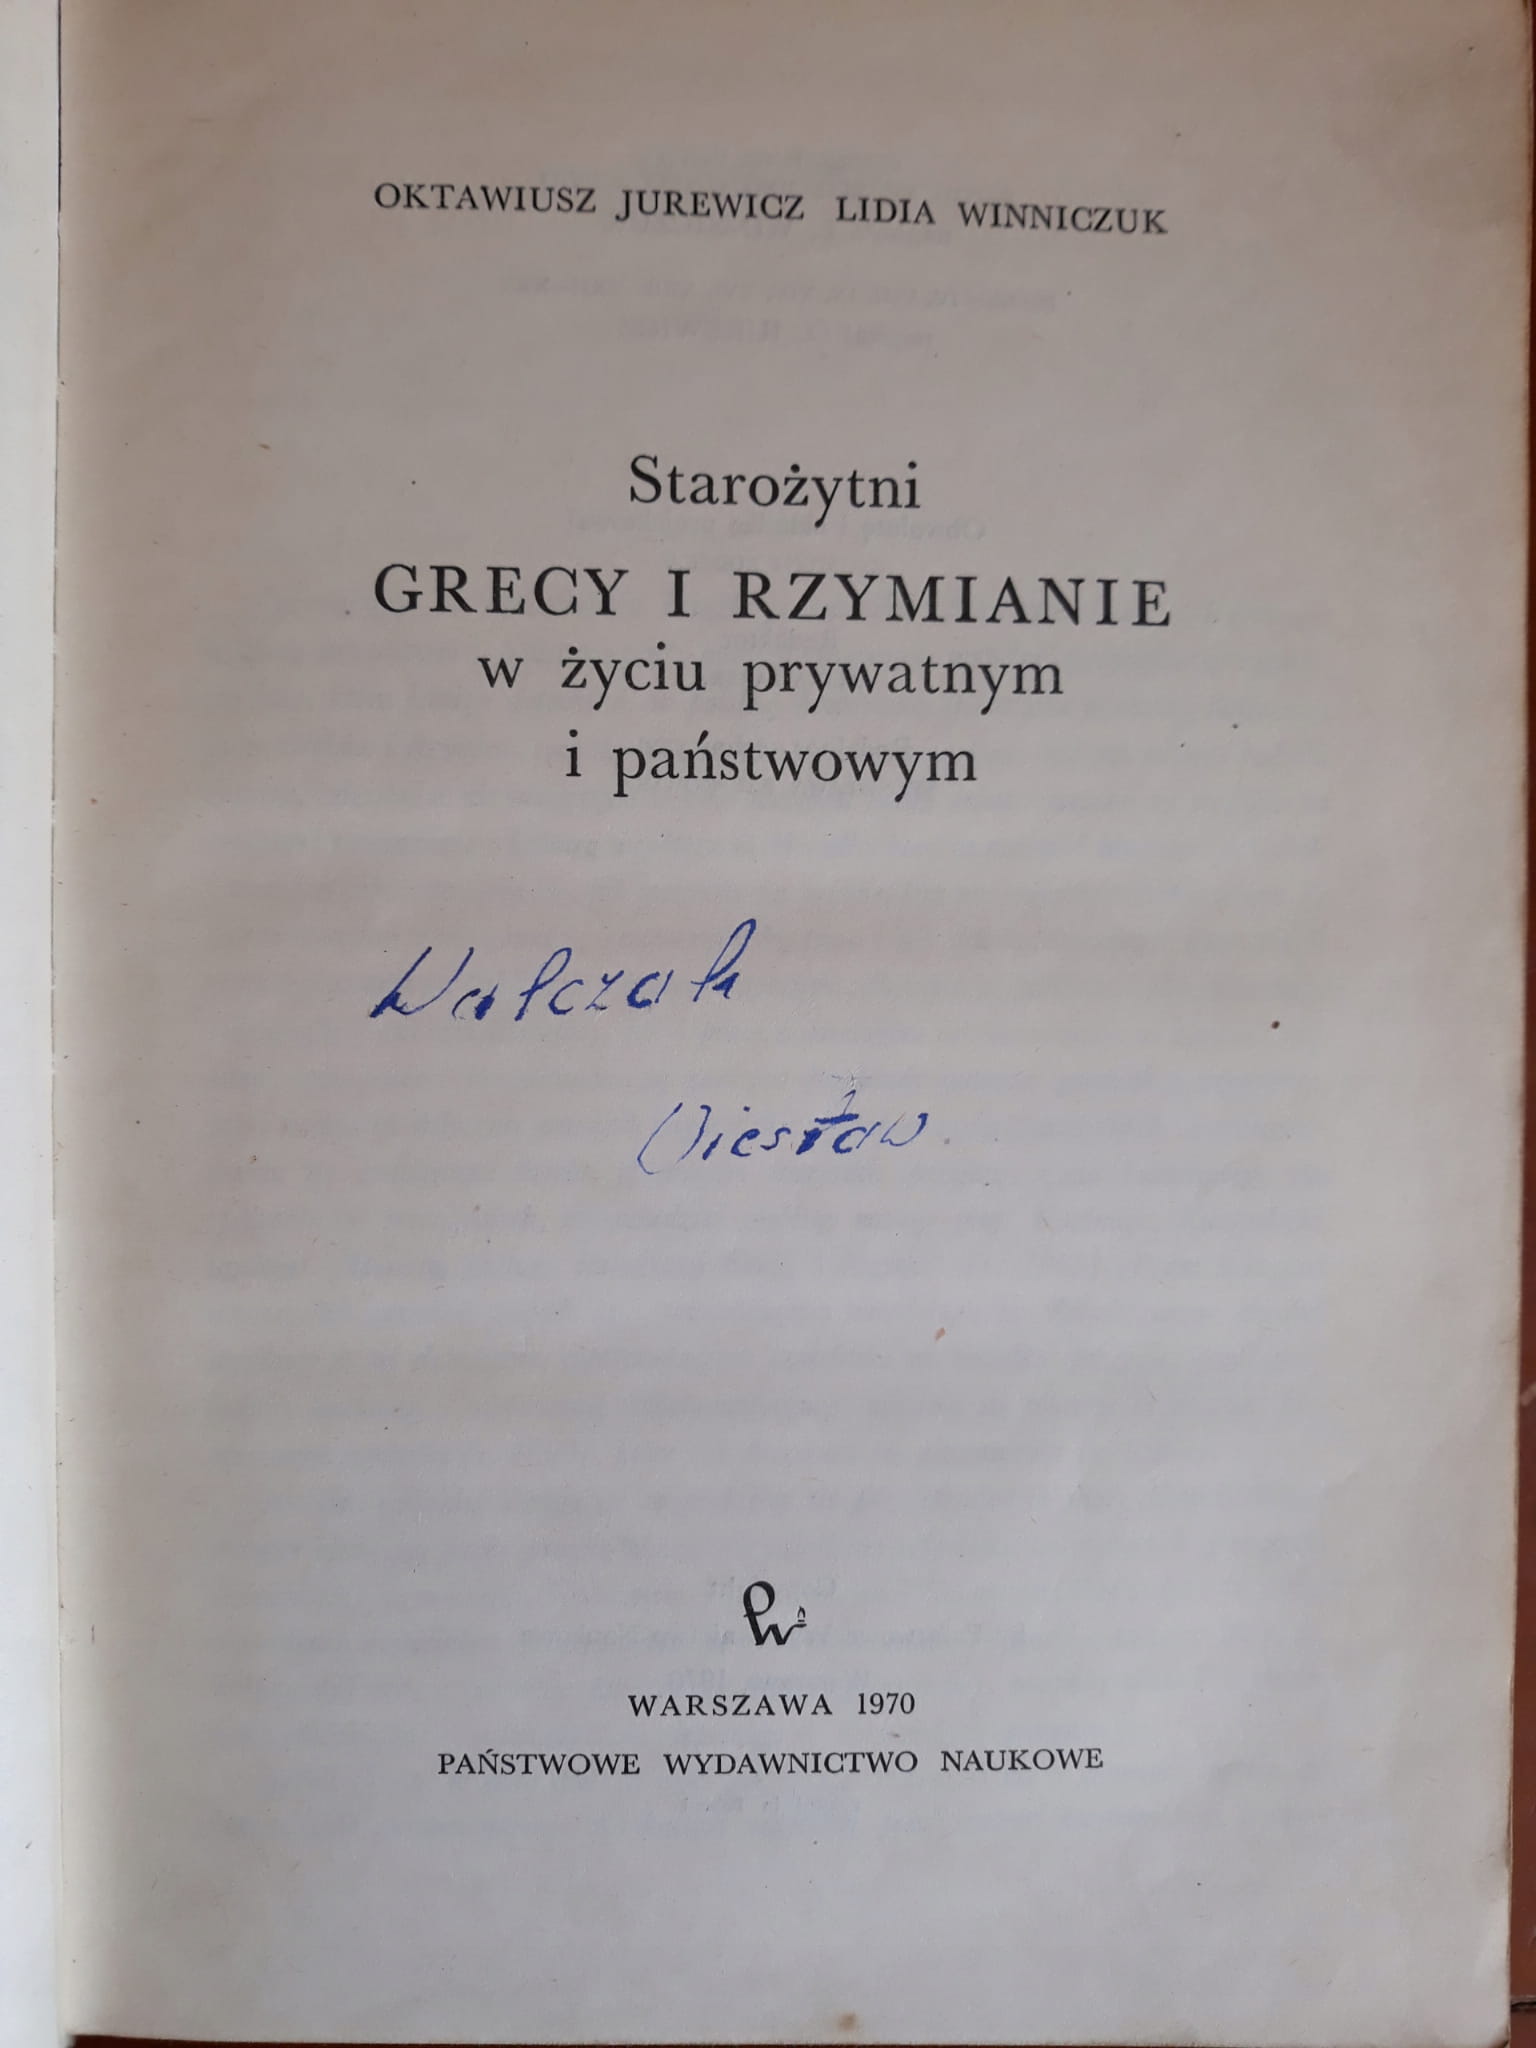 OKTAWIUSZ JUREWICZ LIDIA WINNICZUK
Starożytni
GRECY I RZYMIANIE
w życiu prywatnym
i państwowym
Walczak
Wiesław
WARSZAWA 1970
PAŃSTWOWE WYDAWNICTWO NAUKOWE